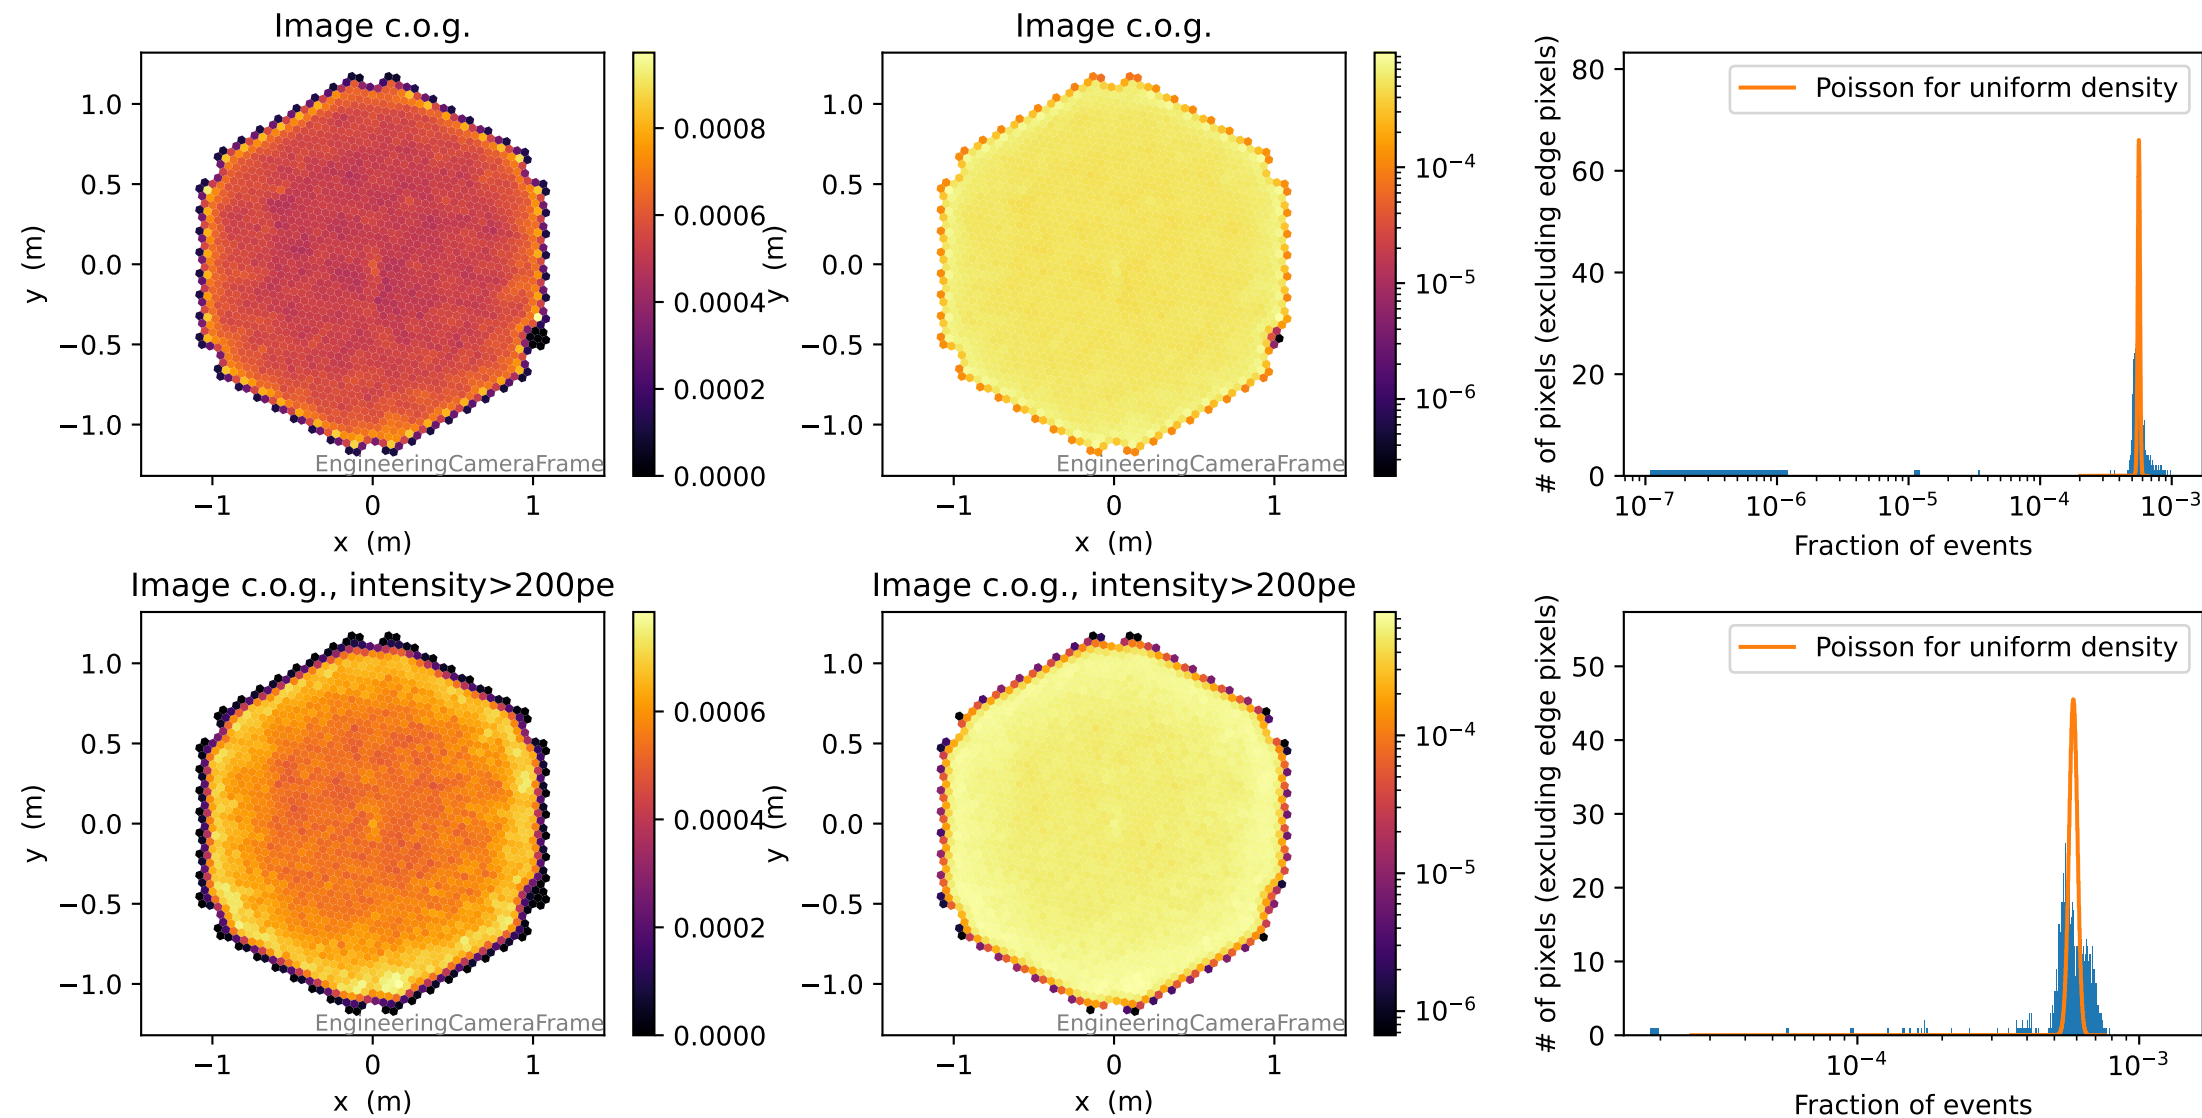 Image c.o.g.
y (m)
1.0
0.5
0.0
−0.5
−1.0
−1
0
1
x (m)
EngineeringCameraFrame
0.0008
0.0006
0.0004
0.0002
0.0000
Image c.o.g.
y (m)
1.0
0.5
0.0
−0.5
−1.0
−1
0
1
x (m)
EngineeringCameraFrame
10−4
10−5
10−6
# of pixels (excluding edge pixels)
80
60
40
20
0
Poisson for uniform density
10−7
10−6
10−5
10−4
10−3
Fraction of events
Image c.o.g., intensity>200pe
y (m)
1.0
0.5
0.0
−0.5
−1.0
−1
0
1
x (m)
EngineeringCameraFrame
0.0006
0.0004
0.0002
0.0000
Image c.o.g., intensity>200pe
y (m)
1.0
0.5
0.0
−0.5
−1.0
−1
0
1
x (m)
EngineeringCameraFrame
10−4
10−5
10−6
# of pixels (excluding edge pixels)
50
40
30
20
10
0
Poisson for uniform density
10−4
10−3
Fraction of events